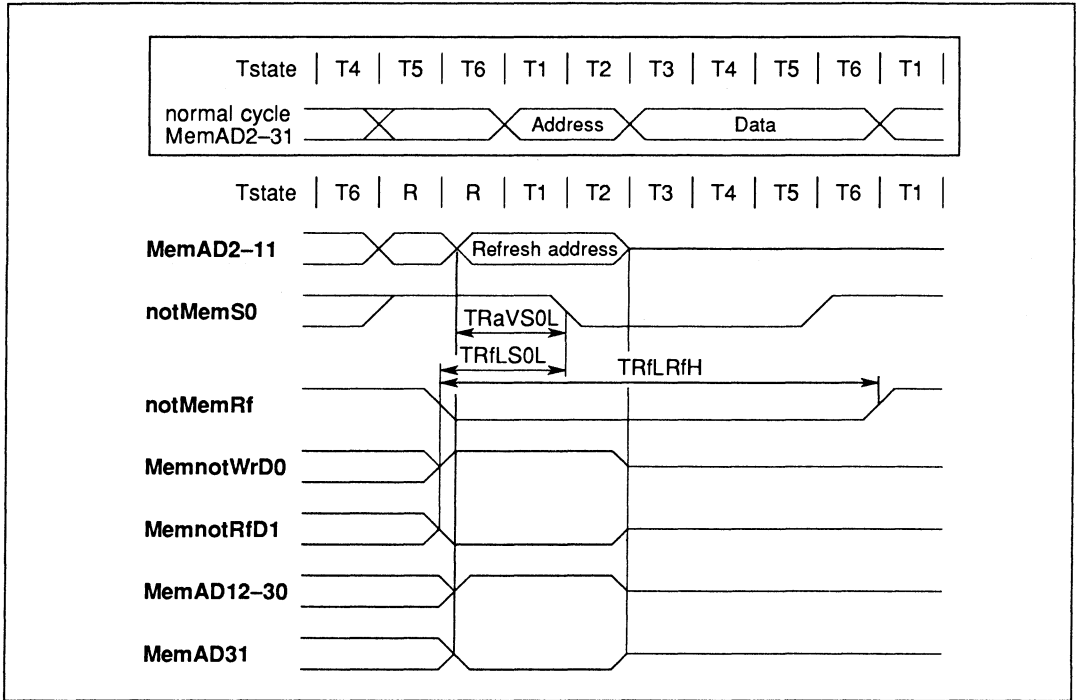 Tstate | T4 | T5 | T6 | T1 | T2 | T3 | T4 | T5 | T6 | T1 |
normal cycle
MemAD2–31
Address
Data
Tstate | T6 | R | R | T1 | T2 | T3 | T4 | T5 | T6 | T1 |
MemAD2–11
Refresh address
notMemS0
TRaVS0L
TRfLS0L
TRfLRfH
notMemRf
MemnotWrD0
MemnotRfD1
MemAD12–30
MemAD31